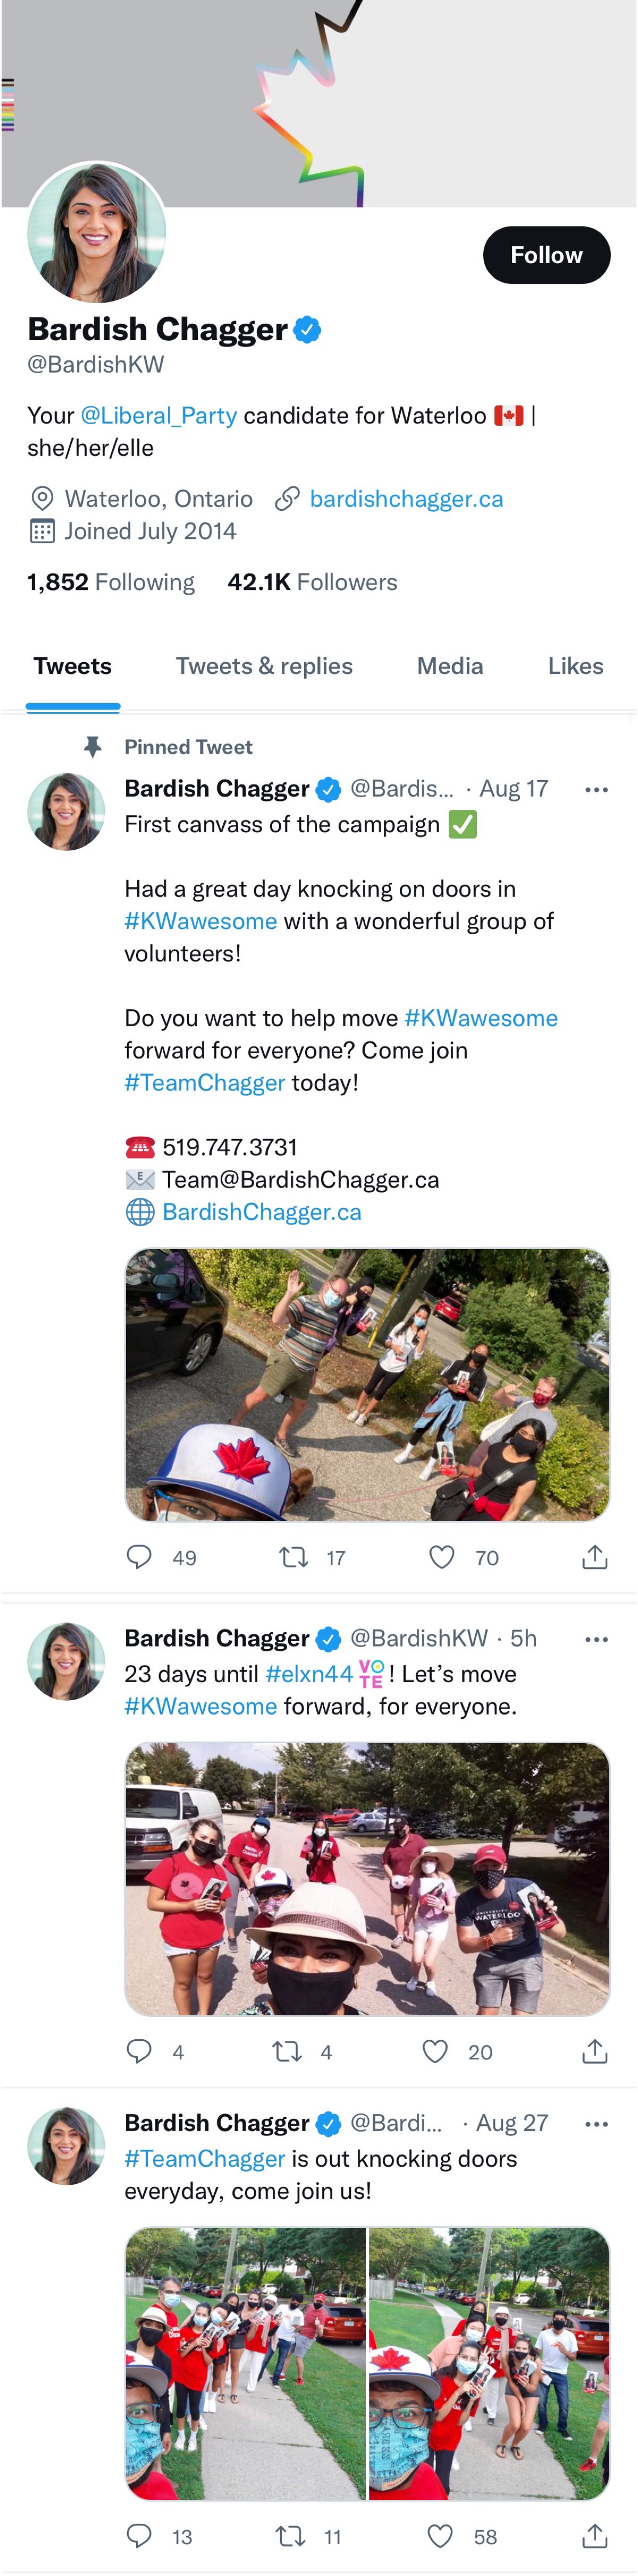 Follow
Bardish Chagger
@BardishKW
Your @Liberal_Party candidate for Waterloo 🇨🇦 |
she/her/elle
Waterloo, Ontario bardishchagger.ca
Joined July 2014
1,852 Following 42.1K Followers
Tweets Tweets & replies Media Likes
Pinned Tweet
Bardish Chagger @Bardis... · Aug 17
First canvass of the campaign ✅
Had a great day knocking on doors in
#KWawesome with a wonderful group of
volunteers!
Do you want to help move #KWawesome
forward for everyone? Come join
#TeamChagger today!
☎️ 519.747.3731
📧 Team@BardishChagger.ca
🌐 BardishChagger.ca
49 17 70
Bardish Chagger @BardishKW · 5h
23 days until #elxn44 VOTE ! Let’s move
#KWawesome forward, for everyone.
WATERLOO
4 4 20
Bardish Chagger @Bardi... · Aug 27
#TeamChagger is out knocking doors
everyday, come join us!
13 11 58